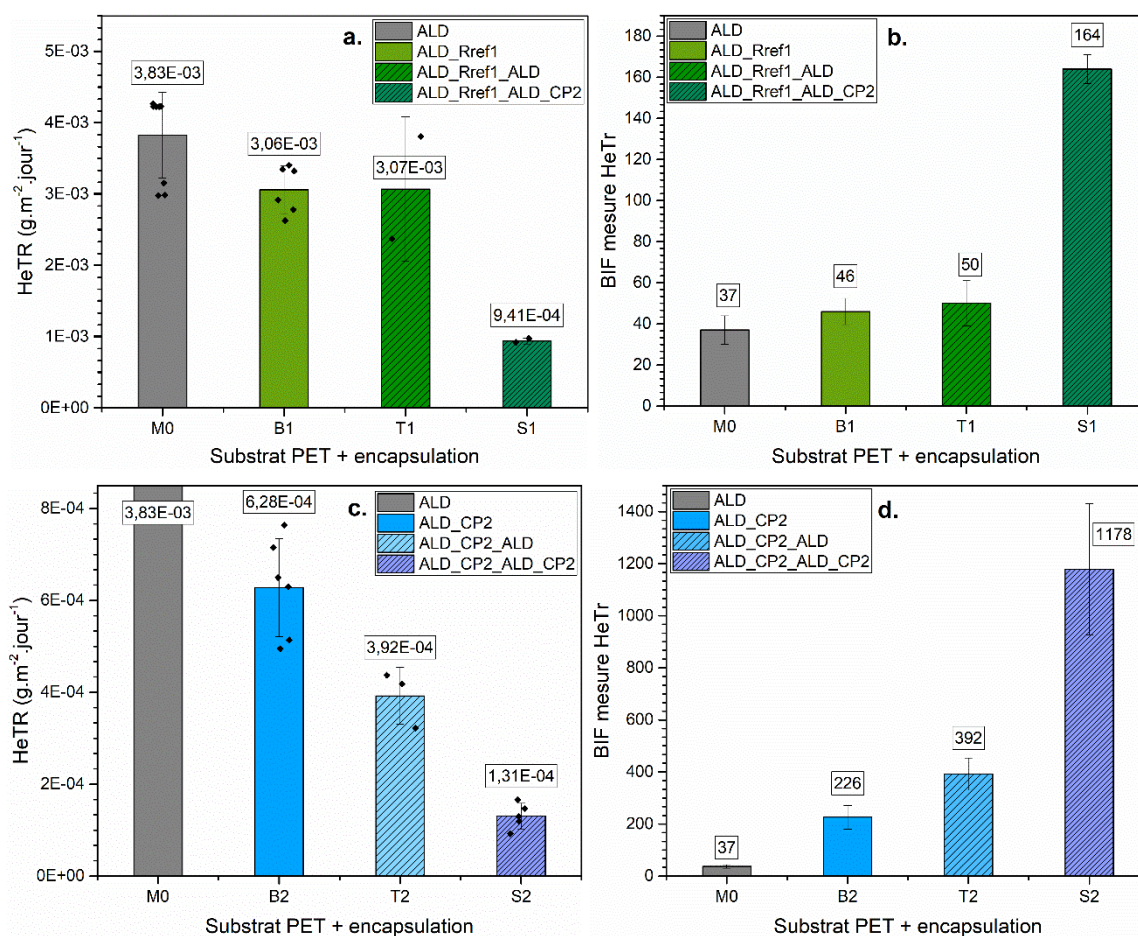 a.
ALD
ALD_Rref1
ALD_Rref1_ALD
ALD_Rref1_ALD_CP2
HeTR (g.m⁻².jour⁻¹)
5E-03
4E-03
3E-03
2E-03
1E-03
0E+00
3,83E-03
3,06E-03
3,07E-03
9,41E-04
M0 B1 T1 S1
Substrat PET + encapsulation
b.
ALD
ALD_Rref1
ALD_Rref1_ALD
ALD_Rref1_ALD_CP2
BIF mesure HeTr
180
160
140
120
100
80
60
40
20
0
37
46
50
164
M0 B1 T1 S1
Substrat PET + encapsulation
c.
ALD
ALD_CP2
ALD_CP2_ALD
ALD_CP2_ALD_CP2
HeTR (g.m⁻².jour⁻¹)
8E-04
6E-04
4E-04
2E-04
0E+00
3,83E-03
6,28E-04
3,92E-04
1,31E-04
M0 B2 T2 S2
Substrat PET + encapsulation
d.
ALD
ALD_CP2
ALD_CP2_ALD
ALD_CP2_ALD_CP2
BIF mesure HeTr
1400
1200
1000
800
600
400
200
0
37
226
392
1178
M0 B2 T2 S2
Substrat PET + encapsulation